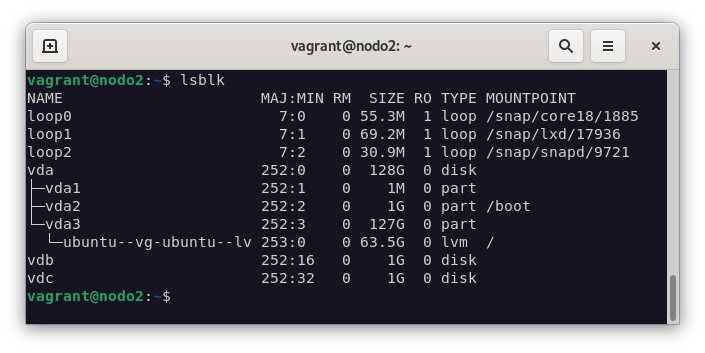 vagrant@nodo2: ~
vagrant@nodo2:~$ lsblk
NAME                      MAJ:MIN RM  SIZE RO TYPE MOUNTPOINT
loop0                       7:0    0 55.3M  1 loop /snap/core18/1885
loop1                       7:1    0 69.2M  1 loop /snap/lxd/17936
loop2                       7:2    0 30.9M  1 loop /snap/snapd/9721
vda                       252:0    0  128G  0 disk
├─vda1                    252:1    0    1M  0 part
├─vda2                    252:2    0    1G  0 part /boot
└─vda3                    252:3    0  127G  0 part
  └─ubuntu--vg-ubuntu--lv 253:0    0 63.5G  0 lvm  /
vdb                       252:16   0    1G  0 disk
vdc                       252:32   0    1G  0 disk
vagrant@nodo2:~$